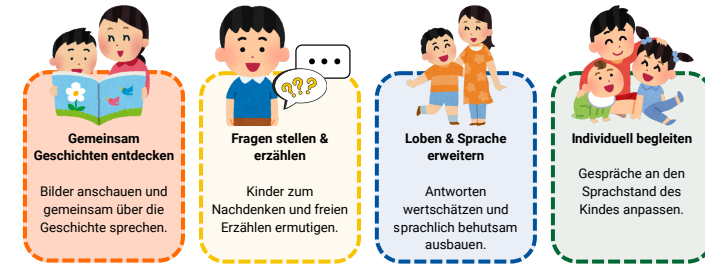 ???
Gemeinsam
Geschichten entdecken
Bilder anschauen und
gemeinsam über die
Geschichte sprechen.
Fragen stellen &
erzählen
Kinder zum
Nachdenken und freien
Erzählen ermutigen.
Loben & Sprache
erweitern
Antworten
wertschätzen und
sprachlich behutsam
ausbauen.
Individuell begleiten
Gespräche an den
Sprachstand des
Kindes anpassen.